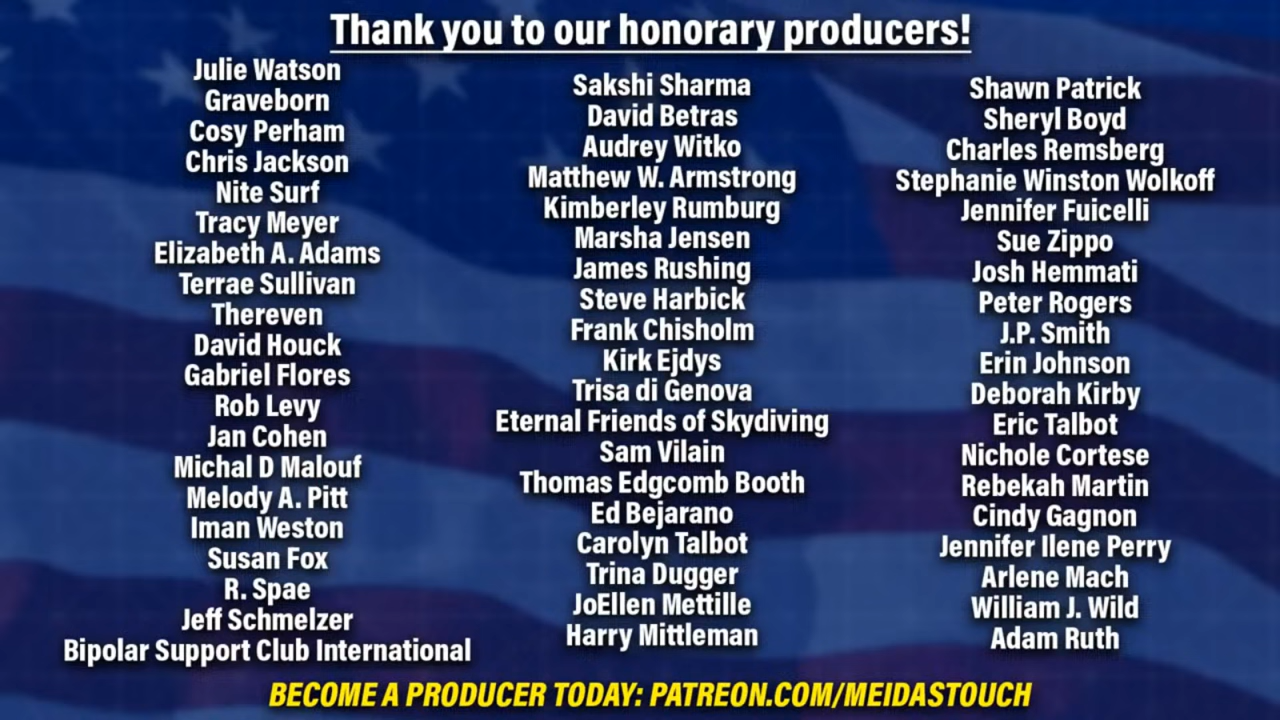 Thank you to our honorary producers!
Julie Watson
Graveborn
Cosy Perham
Chris Jackson
Nite Surf
Tracy Meyer
Elizabeth A. Adams
Terrae Sullivan
Thereven
David Houck
Gabriel Flores
Rob Levy
Jan Cohen
Michal D Malouf
Melody A. Pitt
Iman Weston
Susan Fox
R. Spae
Jeff Schmelzer
Bipolar Support Club International
Sakshi Sharma
David Betras
Audrey Witko
Matthew W. Armstrong
Kimberley Rumburg
Marsha Jensen
James Rushing
Steve Harbick
Frank Chisholm
Kirk Ejdys
Trisa di Genova
Eternal Friends of Skydiving
Sam Vilain
Thomas Edgcomb Booth
Ed Bejarano
Carolyn Talbot
Trina Dugger
JoEllen Mettille
Harry Mittleman
Shawn Patrick
Sheryl Boyd
Charles Remsberg
Stephanie Winston Wolkoff
Jennifer Fuicelli
Sue Zippo
Josh Hemmati
Peter Rogers
J.P. Smith
Erin Johnson
Deborah Kirby
Eric Talbot
Nichole Cortese
Rebekah Martin
Cindy Gagnon
Jennifer Ilene Perry
Arlene Mach
William J. Wild
Adam Ruth
BECOME A PRODUCER TODAY: PATREON.COM/MEIDASTOUCH